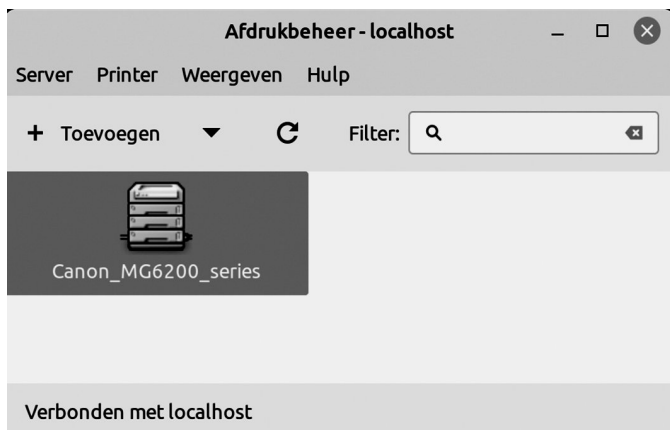 Afdrukbeheer - localhost
Server Printer Weergeven Hulp
Toevoegen Filter:
Canon_MG6200_series
Verbonden met localhost